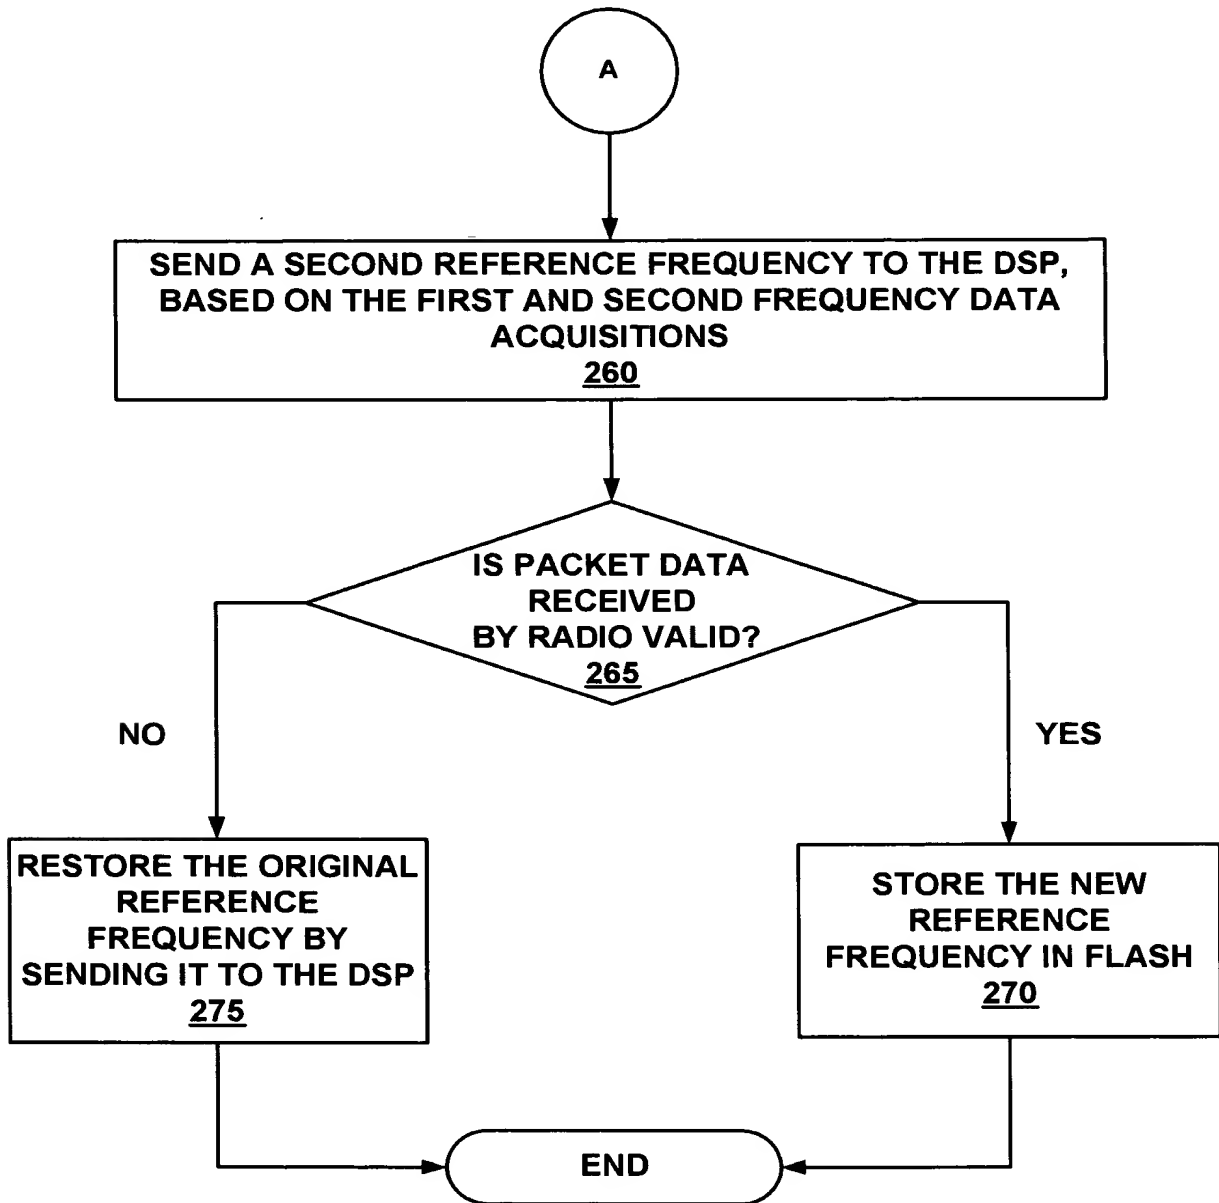 A
SEND A SECOND REFERENCE FREQUENCY TO THE DSP,
BASED ON THE FIRST AND SECOND FREQUENCY DATA
ACQUISITIONS
260
IS PACKET DATA
RECEIVED
BY RADIO VALID?
265
NO
YES
RESTORE THE ORIGINAL
REFERENCE
FREQUENCY BY
SENDING IT TO THE DSP
275
STORE THE NEW
REFERENCE
FREQUENCY IN FLASH
270
END